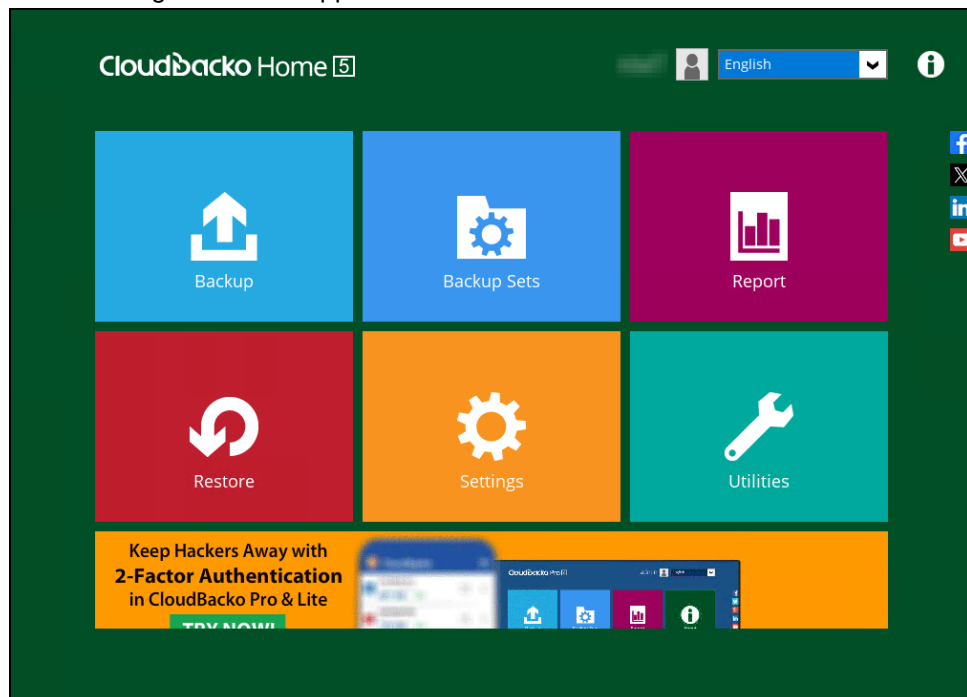 CloudBacko Home 5
English
Backup
Backup Sets
Report
Restore
Settings
Utilities
Keep Hackers Away with
2-Factor Authentication
in CloudBacko Pro & Lite
TRY NOW!
CloudBacko Pro